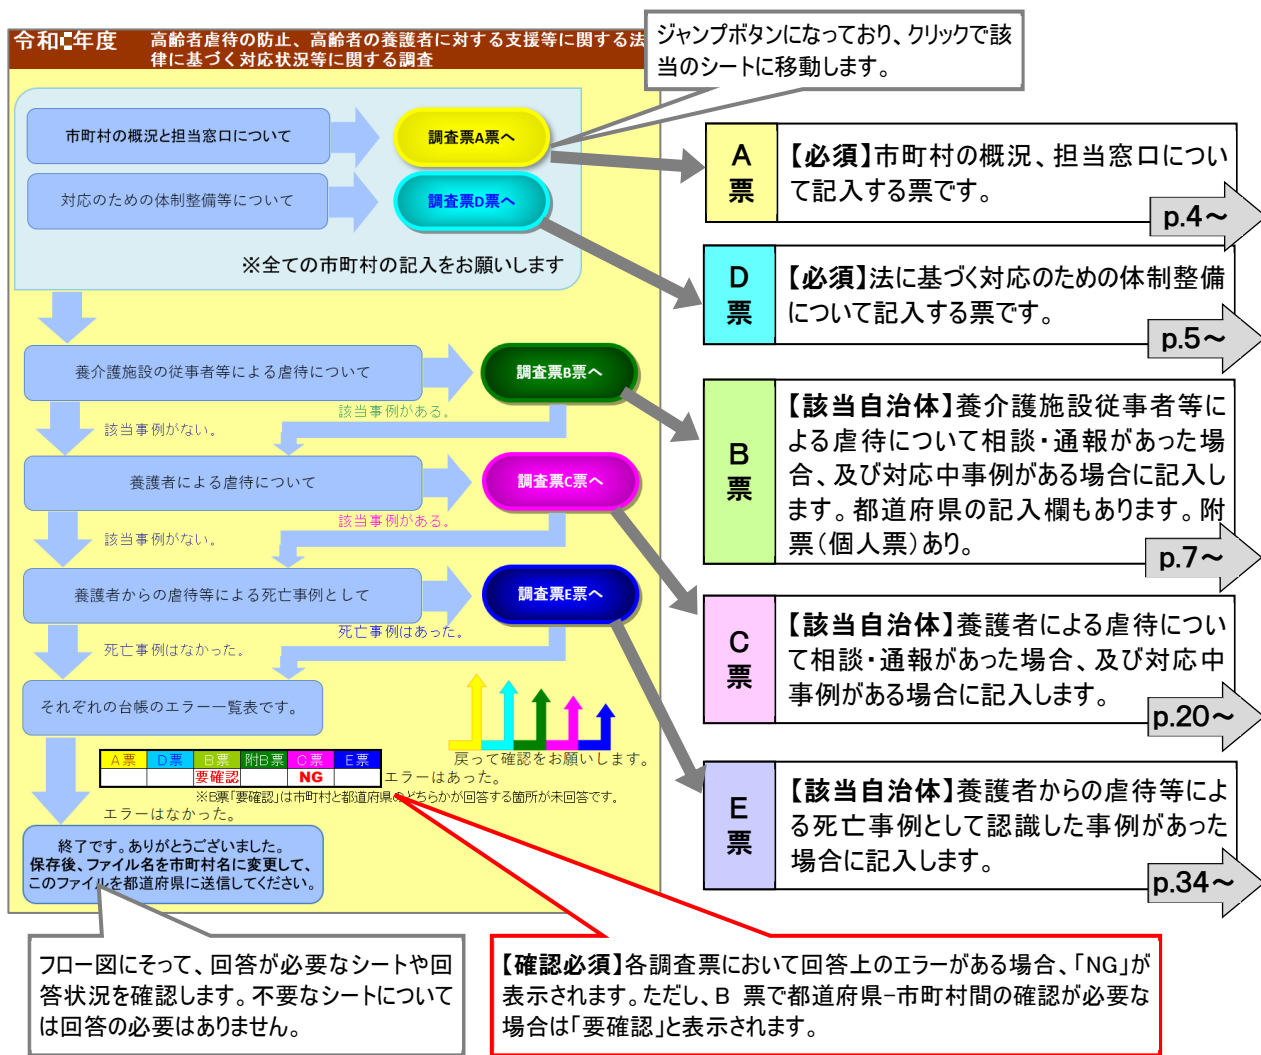 令和 年度
高齢者虐待の防止、高齢者の養護者に対する支援等に関する法
律に基づく対応状況等に関する調査
ジャンプボタンになっており、クリックで該
当のシートに移動します。
市町村の概況と担当窓口について
調査票A票へ
対応のための体制整備等について
調査票D票へ
※全ての市町村の記入をお願いします
養介護施設の従事者等による虐待について
調査票B票へ
該当事例がある。
該当事例がない。
養護者による虐待について
調査票C票へ
該当事例がある。
該当事例がない。
養護者からの虐待等による死亡事例として
調査票E票へ
死亡事例はあった。
死亡事例はなかった。
それぞれの台帳のエラー一覧表です。
戻って確認をお願いします。
A票 D票 B票 附B票 C票 E票
要確認 NG
エラーはあった。
※B票「要確認」は市町村と都道府県のどちらかが回答する箇所が未回答です。
エラーはなかった。
終了です。ありがとうございました。
保存後、ファイル名を市町村名に変更して、
このファイルを都道府県に送信してください。
A
票
【必須】市町村の概況、担当窓口につい
て記入する票です。
p.4～
D
票
【必須】法に基づく対応のための体制整備
について記入する票です。
p.5～
B
票
【該当自治体】養介護施設従事者等に
よる虐待について相談・通報があった場
合、及び対応中事例がある場合に記入し
ます。都道府県の記入欄もあります。附
票(個人票)あり。
p.7～
C
票
【該当自治体】養護者による虐待につい
て相談・通報があった場合、及び対応中
事例がある場合に記入します。
p.20～
E
票
【該当自治体】養護者からの虐待等によ
る死亡事例として認識した事例があった
場合に記入します。
p.34～
フロー図にそって、回答が必要なシートや回
答状況を確認します。不要なシートについて
は回答の必要はありません。
【確認必須】各調査票において回答上のエラーがある場合、「NG」が
表示されます。ただし、B 票で都道府県-市町村間の確認が必要な
場合は「要確認」と表示されます。